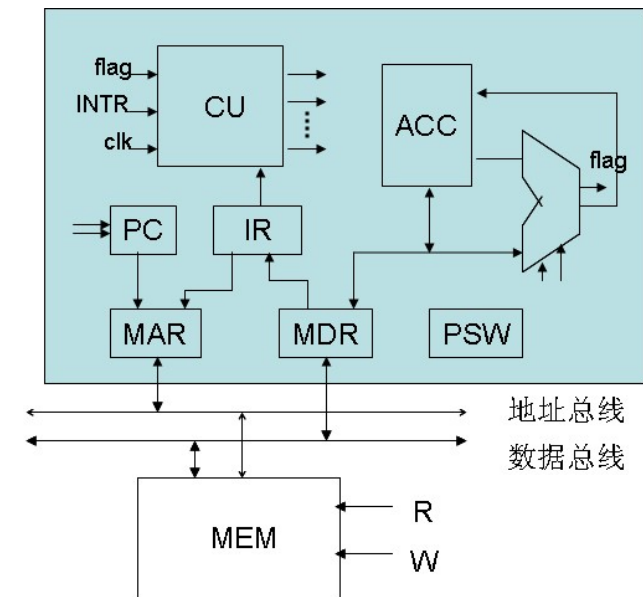 flag
INTR
clk
CU
ACC
flag
PC
IR
MAR
MDR
PSW
地址总线
数据总线
MEM
R
W